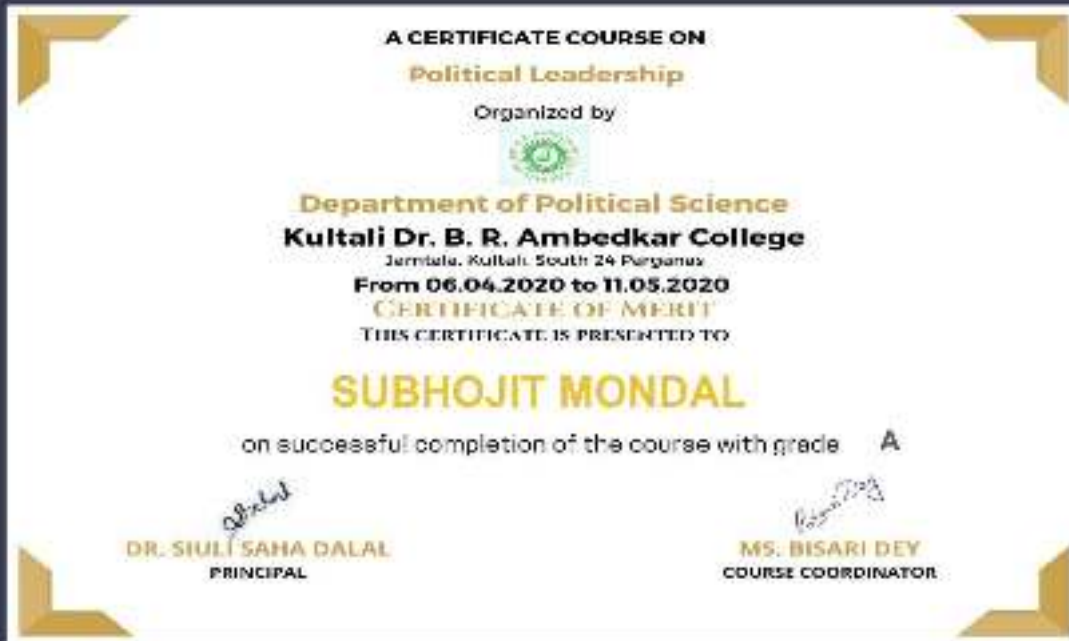 A CERTIFICATE COURSE ON
Political Leadership
Organized by
Department of Political Science
Kultali Dr. B. R. Ambedkar College
Jamtala, Kultali, South 24 Parganas
From 06.04.2020 to 11.05.2020
CERTIFICATE OF MERIT
THIS CERTIFICATE IS PRESENTED TO
SUBHOJIT MONDAL
on successful completion of the course with grade A
DR. SIULI SAHA DALAL
PRINCIPAL
MS. BISARI DEY
COURSE COORDINATOR